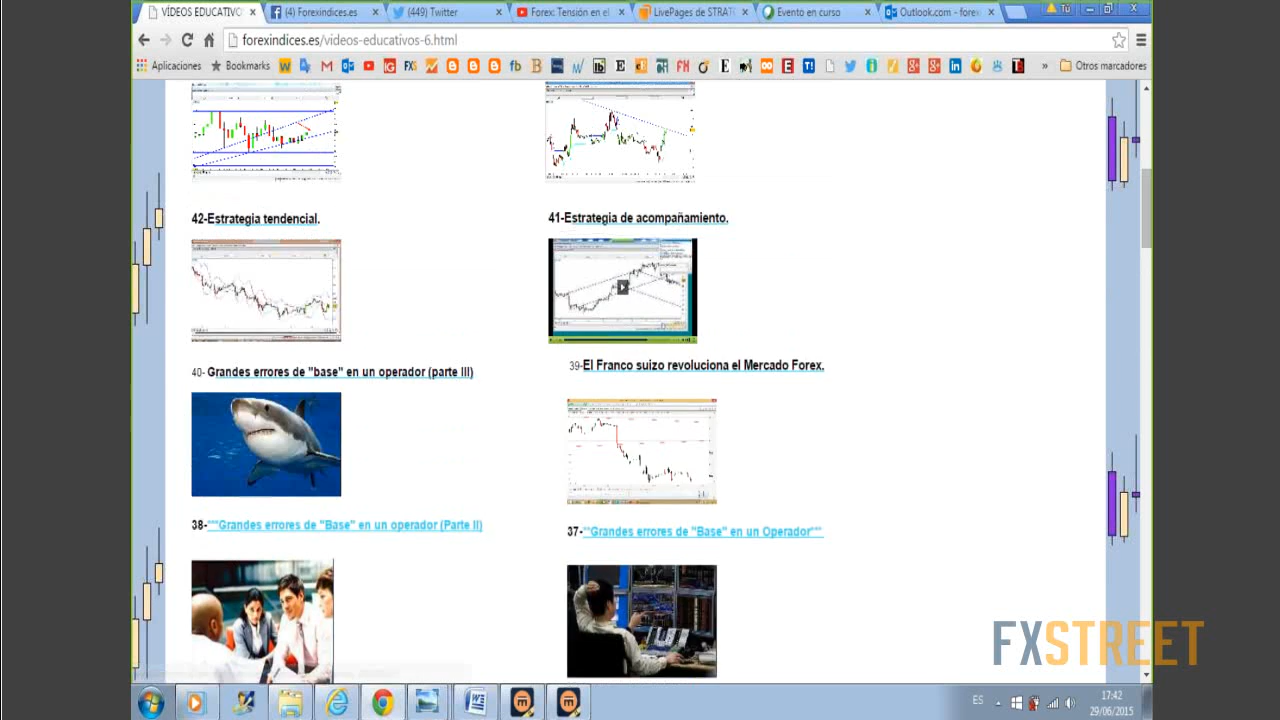 VÍDEOS EDUCATIVO
(4) Forexindices.es
(449) Twitter
Forex: Tensión en el
LivePages de STRAT
Evento en curso
Outlook.com - forex
forexindices.es/videos-educativos-6.html
Aplicaciones
Bookmarks
Otros marcadores
42-Estrategia tendencial.
41-Estrategia de acompañamiento.
40- Grandes errores de "base" en un operador (parte III)
39-El Franco suizo revoluciona el Mercado Forex.
38-"""Grandes errores de "Base" en un operador (Parte II)
37-""Grandes errores de "Base" en un Operador"""
FXSTREET
ES
17:42
29/06/2015